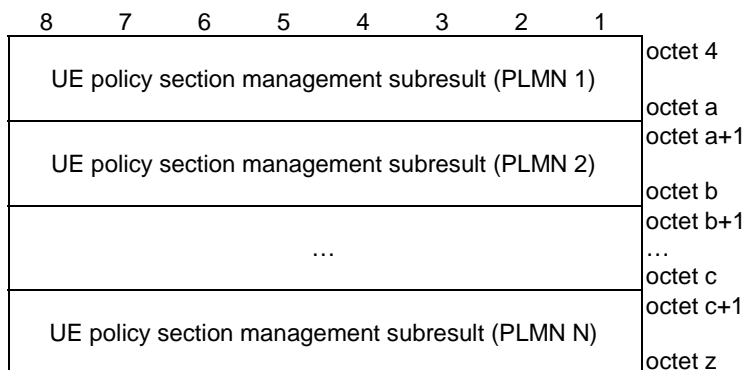 8 7 6 5 4 3 2 1
octet 4
UE policy section management subresult (PLMN 1)
octet a
octet a+1
UE policy section management subresult (PLMN 2)
octet b
octet b+1
… …
octet c
octet c+1
UE policy section management subresult (PLMN N)
octet z